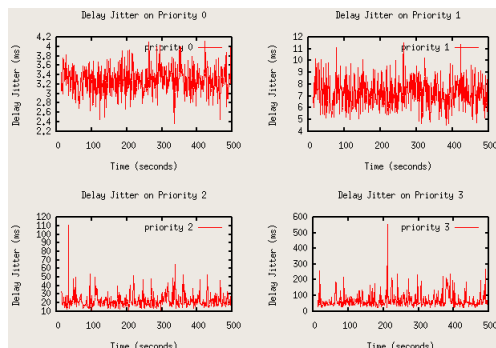 Delay Jitter on Priority 0
Delay Jitter (ms)
4.2
4
3.8
3.6
3.4
3.2
3
2.8
2.6
2.4
2.2
priority 0
0 100 200 300 400 500
Time (seconds)
Delay Jitter on Priority 1
Delay Jitter (ms)
12
11
10
9
8
7
6
5
4
priority 1
0 100 200 300 400 500
Time (seconds)
Delay Jitter on Priority 2
Delay Jitter (ms)
120
110
100
90
80
70
60
50
40
30
20
10
priority 2
0 100 200 300 400 500
Time (seconds)
Delay Jitter on Priority 3
Delay Jitter (ms)
600
500
400
300
200
100
0
priority 3
0 100 200 300 400 500
Time (seconds)